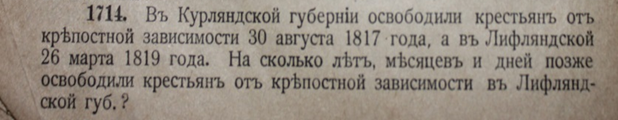 1714. Въ Курляндской губерніи освободили крестьянъ отъ
крѣпостной зависимости 30 августа 1817 года, а въ Лифляндской
26 марта 1819 года. На сколько лѣтъ, мѣсяцевъ и дней позже
освободили крестьянъ отъ крѣпостной зависимости въ Лифлянд-
ской губ.?